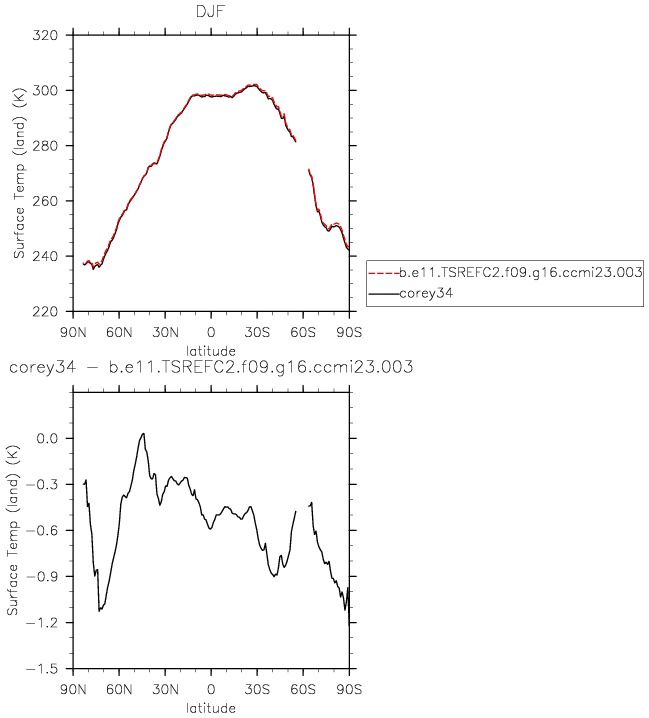 DJF
320
300
280
260
240
220
Surface Temp (land) (K)
90N 60N 30N 0 30S 60S 90S
latitude
b.e11.TSREFC2.f09.g16.ccmi23.003
corey34
corey34 − b.e11.TSREFC2.f09.g16.ccmi23.003
0.0
−0.3
−0.6
−0.9
−1.2
−1.5
Surface Temp (land) (K)
90N 60N 30N 0 30S 60S 90S
latitude